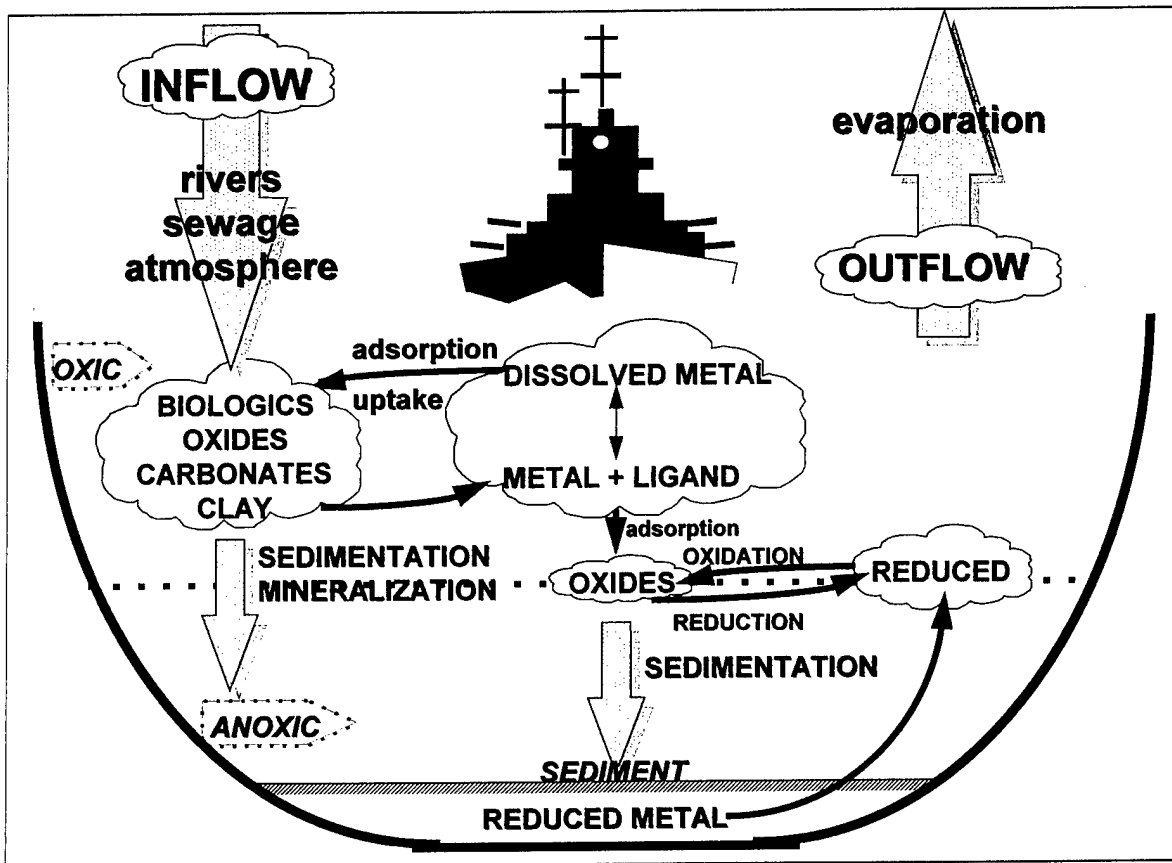 INFLOW
rivers
sewage
atmosphere
evaporation
OUTFLOW
OXIC
adsorption
uptake
BIOLOGICS
OXIDES
CARBONATES
CLAY
DISSOLVED METAL
METAL + LIGAND
adsorption
SEDIMENTATION
MINERALIZATION
OXIDATION
OXIDES
REDUCED
REDUCTION
SEDIMENTATION
ANOXIC
SEDIMENT
REDUCED METAL